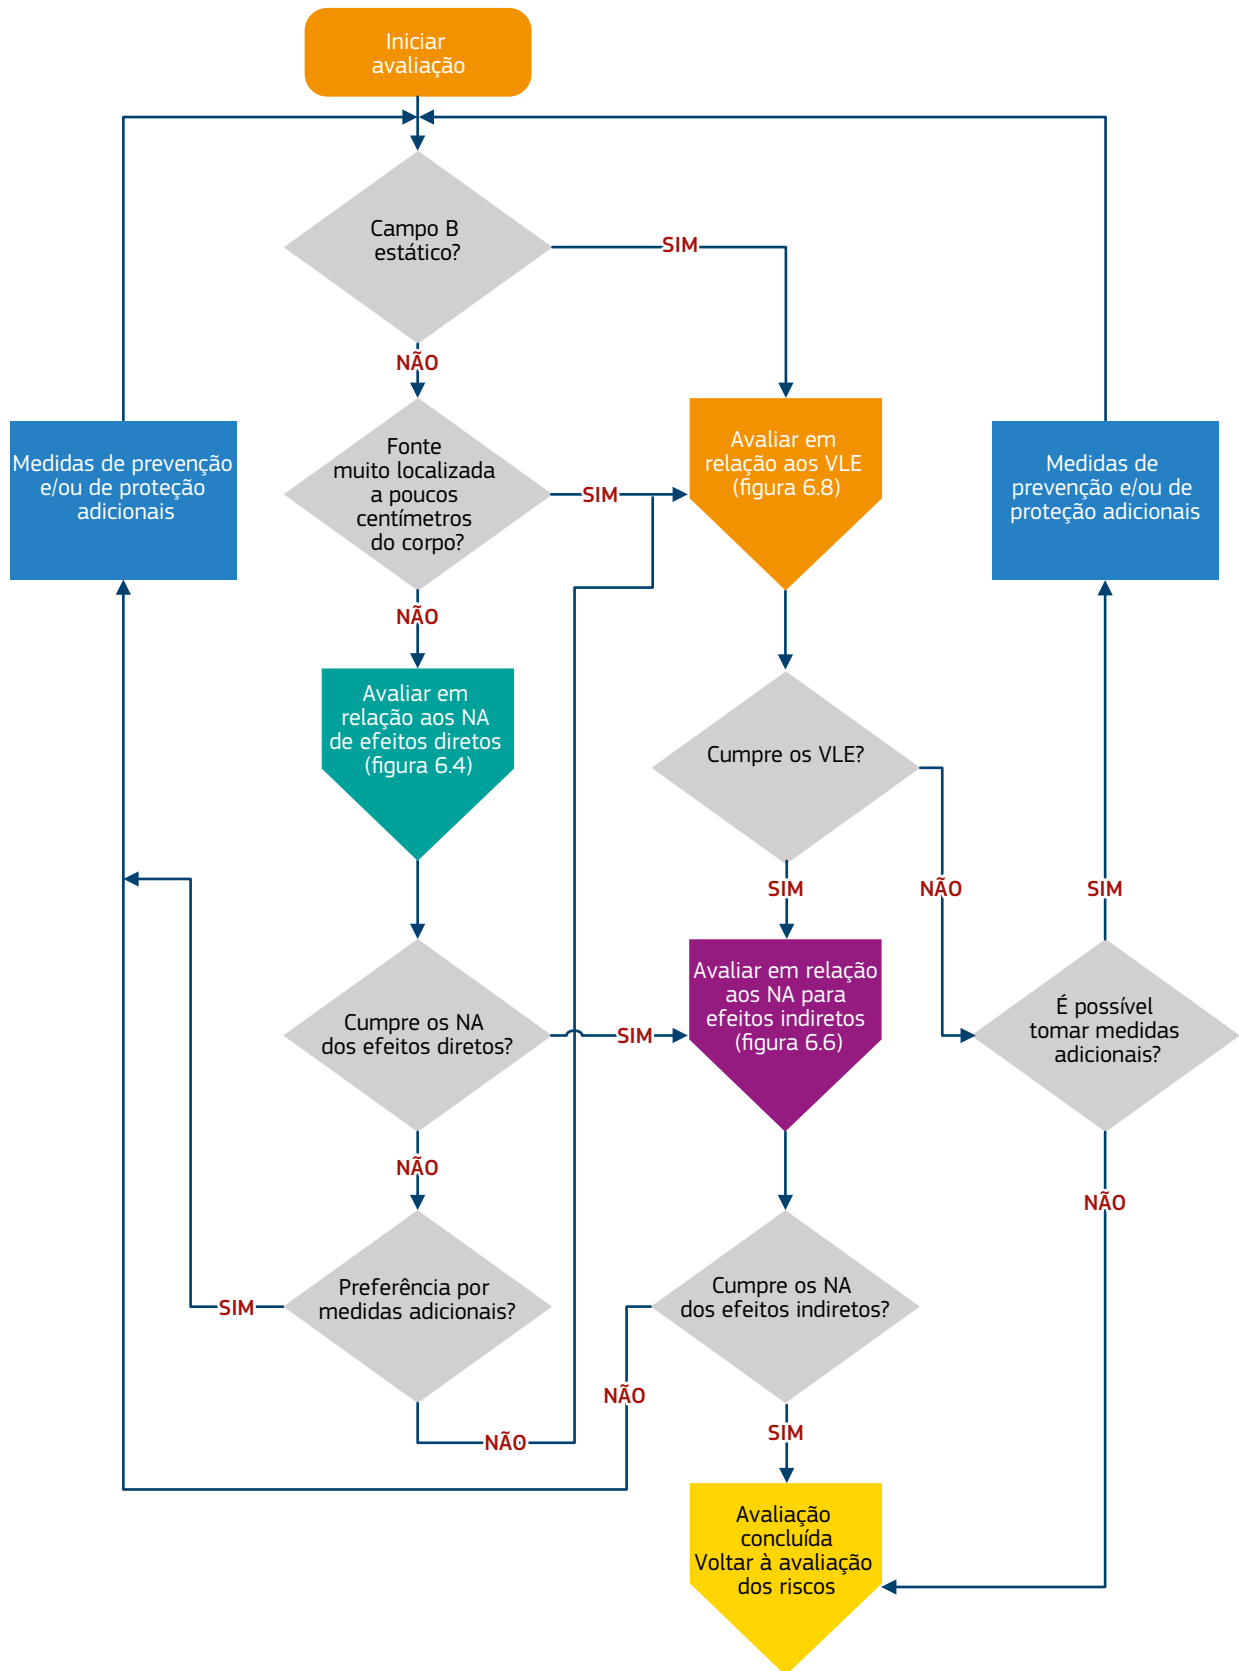 Iniciar
avaliação
Campo B
estático?
SIM
NÃO
Medidas de prevenção
e/ou de proteção
adicionais
Fonte
muito localizada
a poucos
centímetros
do corpo?
SIM
Avaliar em
relação aos VLE
(figura 6.8)
Medidas de
prevenção e/ou de
proteção adicionais
NÃO
Avaliar em
relação aos NA
de efeitos diretos
(figura 6.4)
Cumpre os VLE?
SIM
NÃO
SIM
Cumpre os NA
dos efeitos diretos?
SIM
Avaliar em relação
aos NA para
efeitos indiretos
(figura 6.6)
É possível
tomar medidas
adicionais?
NÃO
NÃO
Preferência por
medidas adicionais?
SIM
Cumpre os NA
dos efeitos indiretos?
NÃO
NÃO
SIM
Avaliação
concluída
Voltar à avaliação
dos riscos